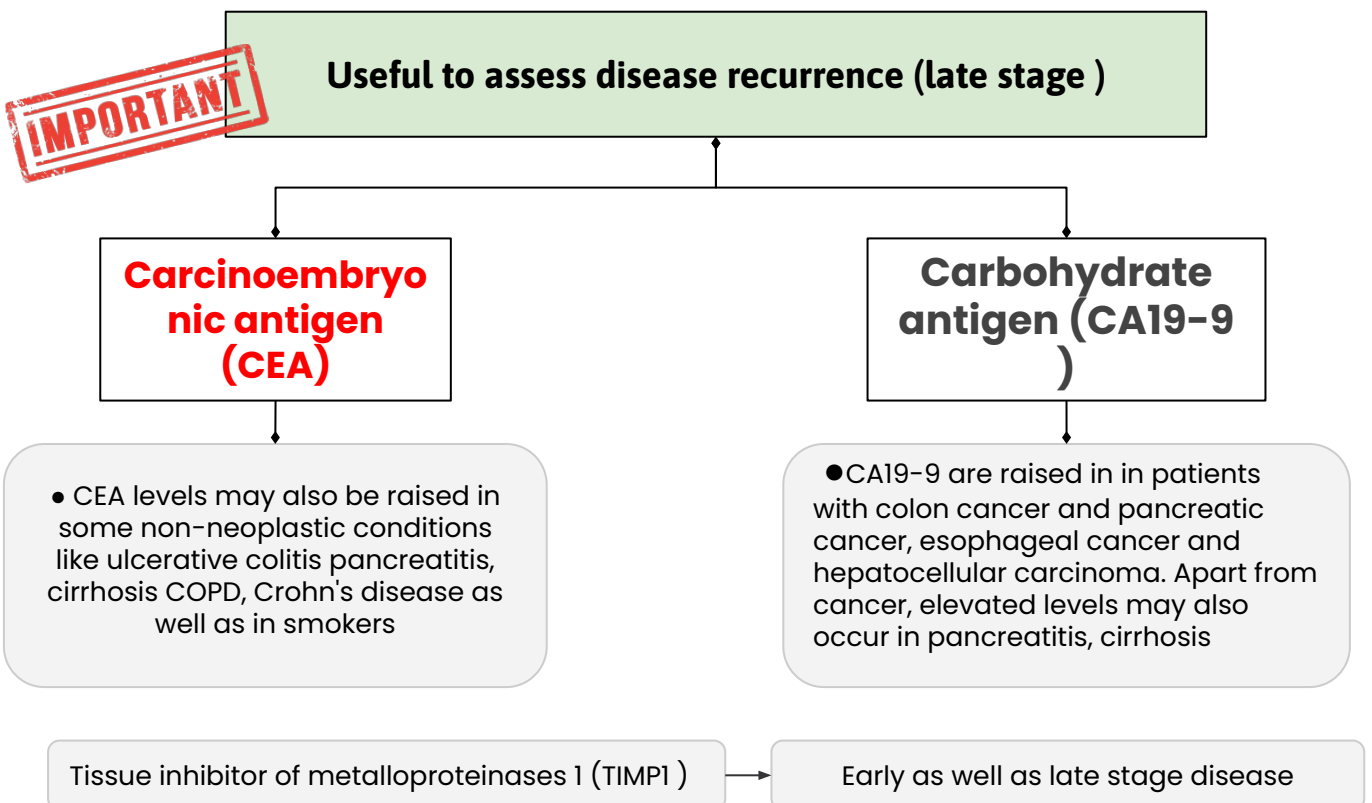 IMPORTANT
Useful to assess disease recurrence (late stage )
Carcinoembryo
nic antigen
(CEA)
Carbohydrate
antigen (CA19-9
)
● CEA levels may also be raised in
some non-neoplastic conditions
like ulcerative colitis pancreatitis,
cirrhosis COPD, Crohn's disease as
well as in smokers
●CA19-9 are raised in in patients
with colon cancer and pancreatic
cancer, esophageal cancer and
hepatocellular carcinoma. Apart from
cancer, elevated levels may also
occur in pancreatitis, cirrhosis
Tissue inhibitor of metalloproteinases 1 (TIMP1 )
Early as well as late stage disease